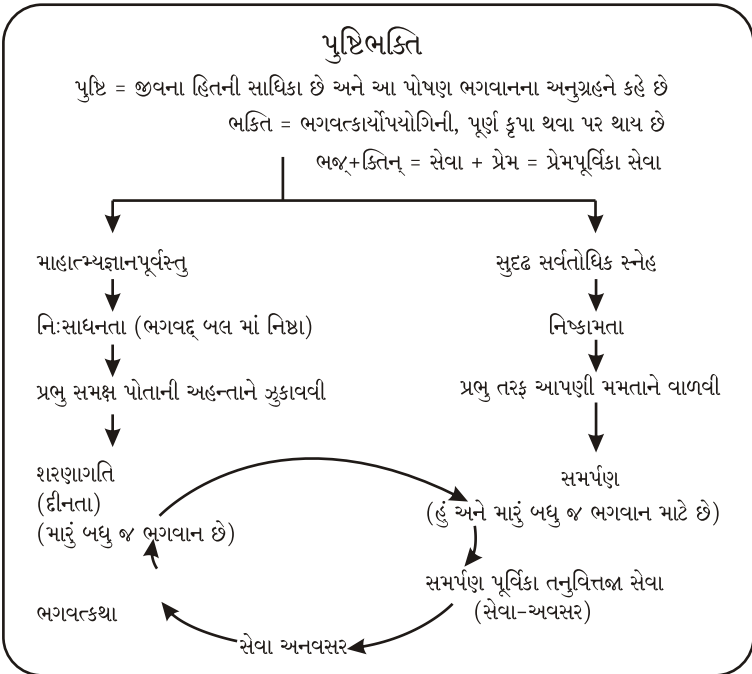 પુષ્ટિભક્તિ
પુષ્ટિ = જીવના હિતની સાધિકા છે અને આ પોષણ ભગવાનના અનુગ્રહને કહે છે
ભક્તિ = ભગવત્કાર્યોપયોગિની, પૂર્ણ કૃપા થવા પર થાય છે
ભજ્+ક્તિન્ = સેવા + પ્રેમ = પ્રેમપૂર્વિકા સેવા
માહાત્મ્યજ્ઞાનપૂર્વસ્તુ
સુદઢ સર્વતોધિક સ્નેહ
નિઃસાધનતા (ભગવદ્ બલ માં નિષ્ઠા)
નિષ્કામતા
પ્રભુ સમક્ષ પોતાની અહન્તાને ઝુકાવવી
પ્રભુ તરફ આપણી મમતાને વાળવી
શરણાગતિ
(દીનતા)
(મારું બધુ જ ભગવાન છે)
સમર્પણ
(હું અને મારું બધુ જ ભગવાન માટે છે)
સમર્પણ પૂર્વિકા તનુવિત્તજા સેવા
(સેવા-અવસર)
ભગવત્કથા
સેવા અનવસર